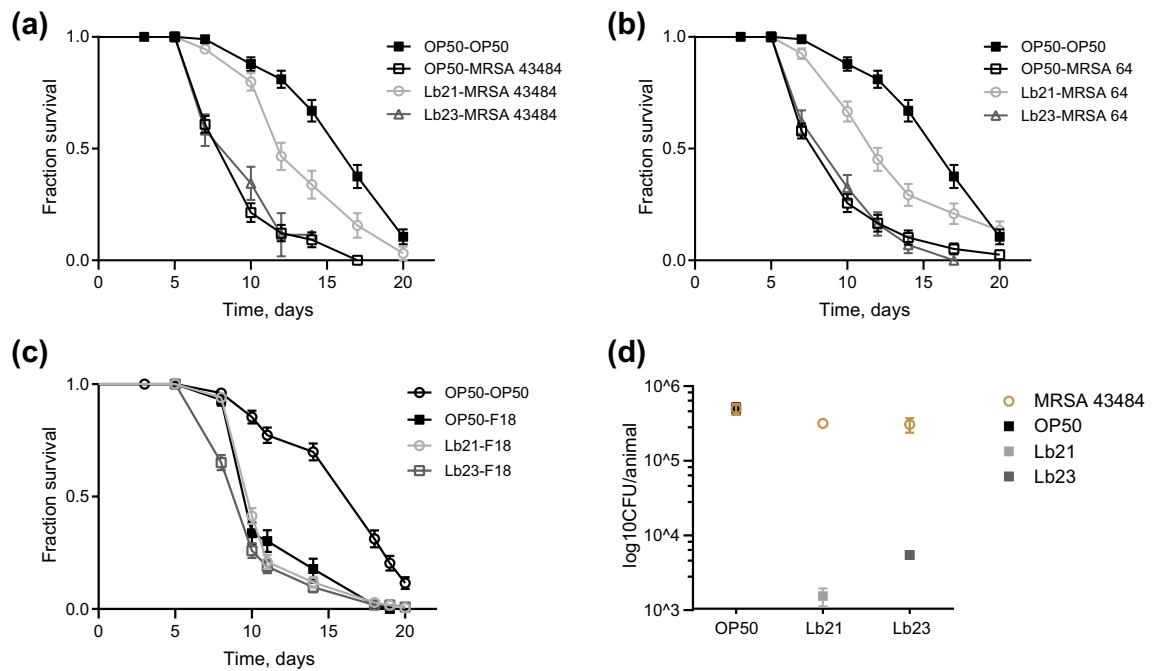 (a)
1.0
0.5
0.0
Fraction survival
0
5
10
15
20
Time, days
OP50-OP50
OP50-MRSA 43484
Lb21-MRSA 43484
Lb23-MRSA 43484
(b)
1.0
0.5
0.0
Fraction survival
0
5
10
15
20
Time, days
OP50-OP50
OP50-MRSA 64
Lb21-MRSA 64
Lb23-MRSA 64
(c)
1.0
0.5
0.0
Fraction survival
0
5
10
15
20
Time, days
OP50-OP50
OP50-F18
Lb21-F18
Lb23-F18
(d)
10^6
10^5
10^4
10^3
log10CFU/animal
OP50
Lb21
Lb23
MRSA 43484
OP50
Lb21
Lb23